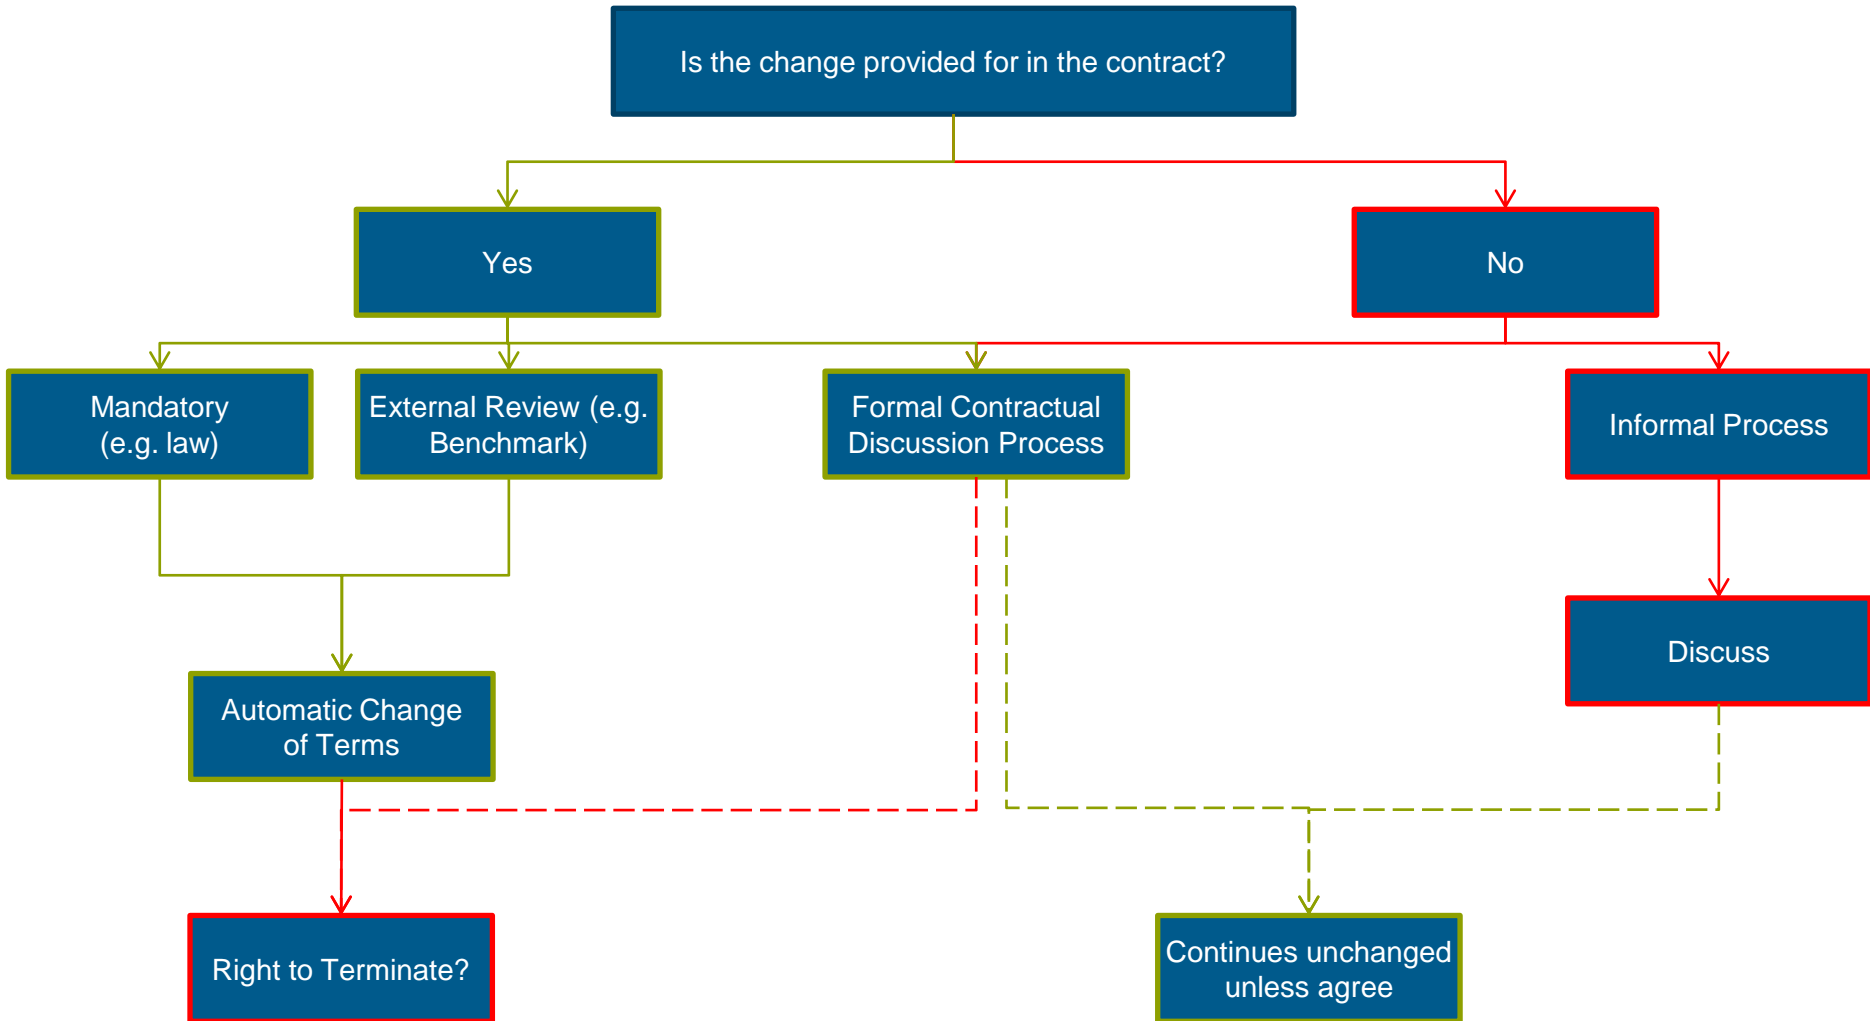 Is the change provided for in the contract?
Yes
No
Mandatory
(e.g. law)
External Review (e.g.
Benchmark)
Formal Contractual
Discussion Process
Informal Process
Discuss
Automatic Change
of Terms
Right to Terminate?
Continues unchanged
unless agree